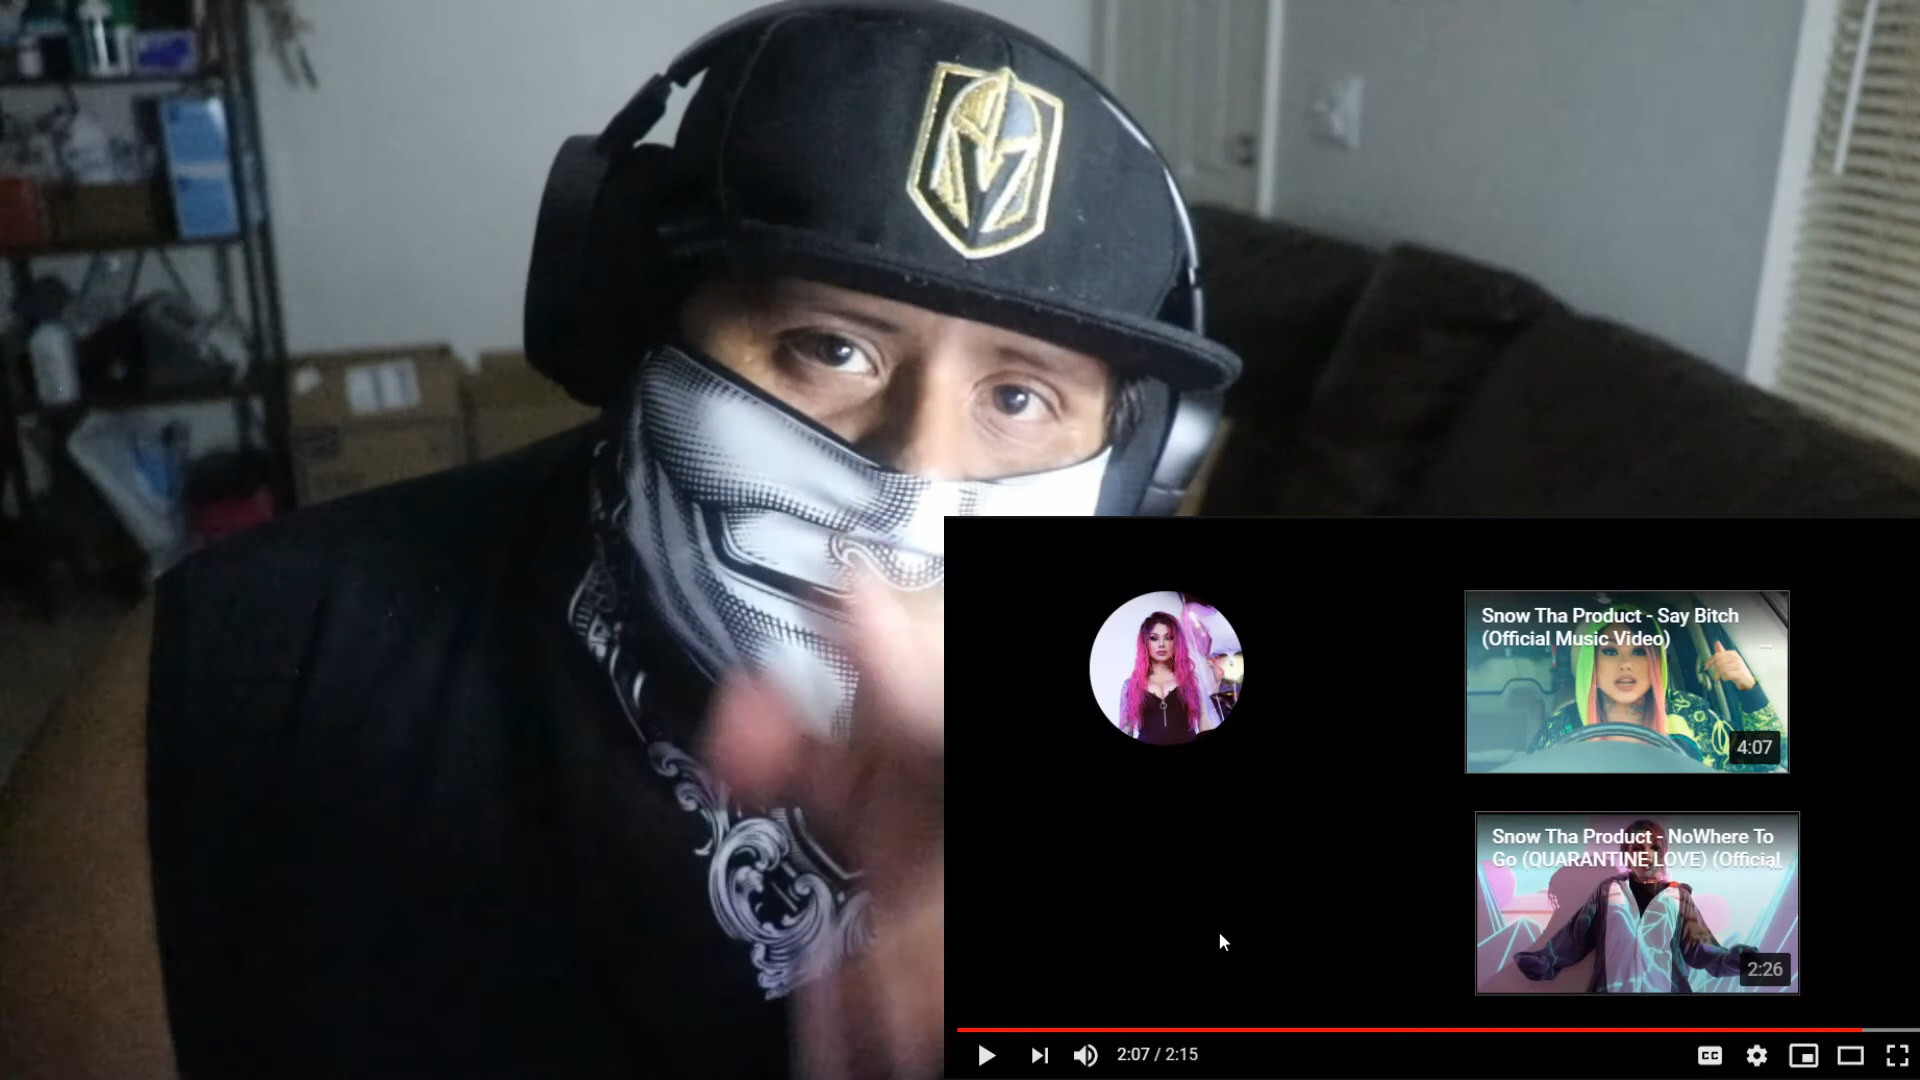 Snow Tha Product - Say Bitch
(Official Music Video)
4:07
Snow Tha Product - NoWhere To
Go (QUARANTINE LOVE) (Official
2:26
2:07 / 2:15
CC